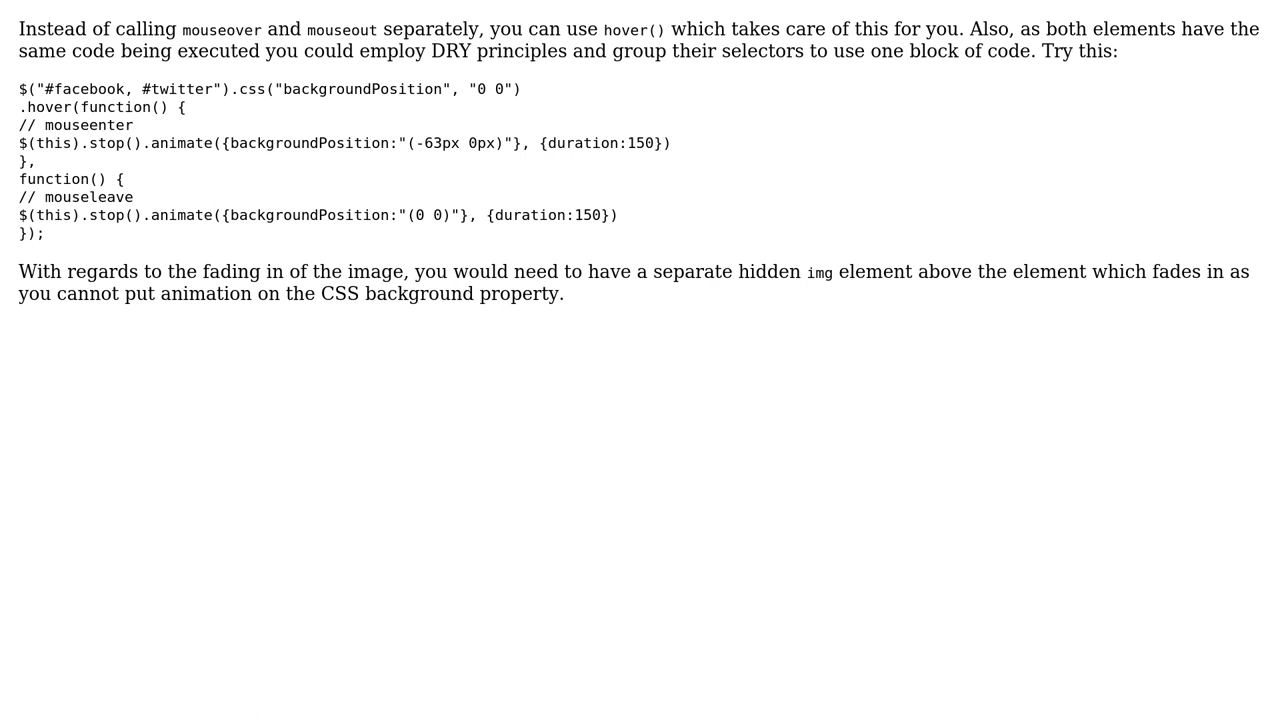 Instead of calling mouseover and mouseout separately, you can use hover() which takes care of this for you. Also, as both elements have the
same code being executed you could employ DRY principles and group their selectors to use one block of code. Try this:
$("#facebook, #twitter").css("backgroundPosition", "0 0")
.hover(function() {
// mouseenter
$(this).stop().animate({backgroundPosition:"(-63px 0px)"}, {duration:150})
},
function() {
// mouseleave
$(this).stop().animate({backgroundPosition:"(0 0)"}, {duration:150})
});
With regards to the fading in of the image, you would need to have a separate hidden img element above the element which fades in as
you cannot put animation on the CSS background property.